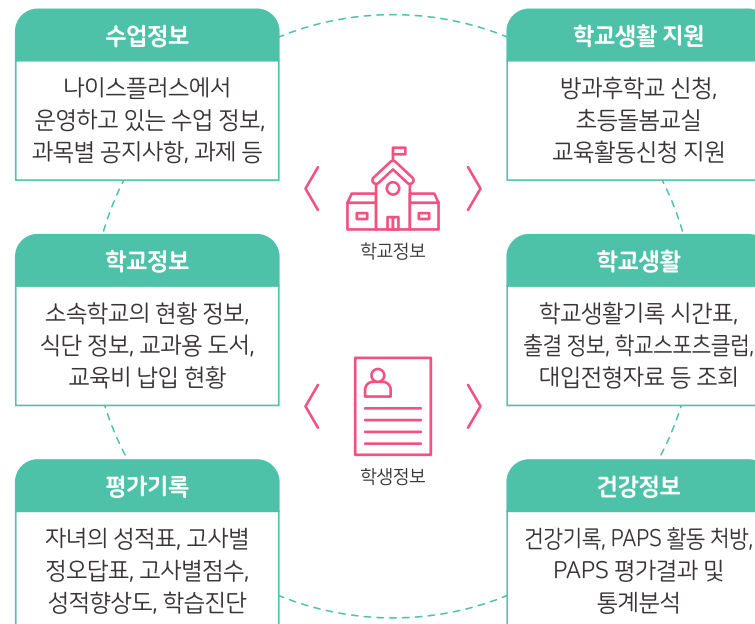 수업정보
나이스플러스에서
운영하고 있는 수업 정보,
과목별 공지사항, 과제 등
학교생활 지원
방과후학교 신청,
초등돌봄교실
교육활동신청 지원
학교정보
학교정보
소속학교의 현황 정보,
식단 정보, 교과용 도서,
교육비 납입 현황
학교생활
학교생활기록 시간표,
출결 정보, 학교스포츠클럽,
대입전형자료 등 조회
학생정보
평가기록
자녀의 성적표, 고사별
정오답표, 고사별점수,
성적향상도, 학습진단
건강정보
건강기록, PAPS 활동 처방,
PAPS 평가결과 및
통계분석